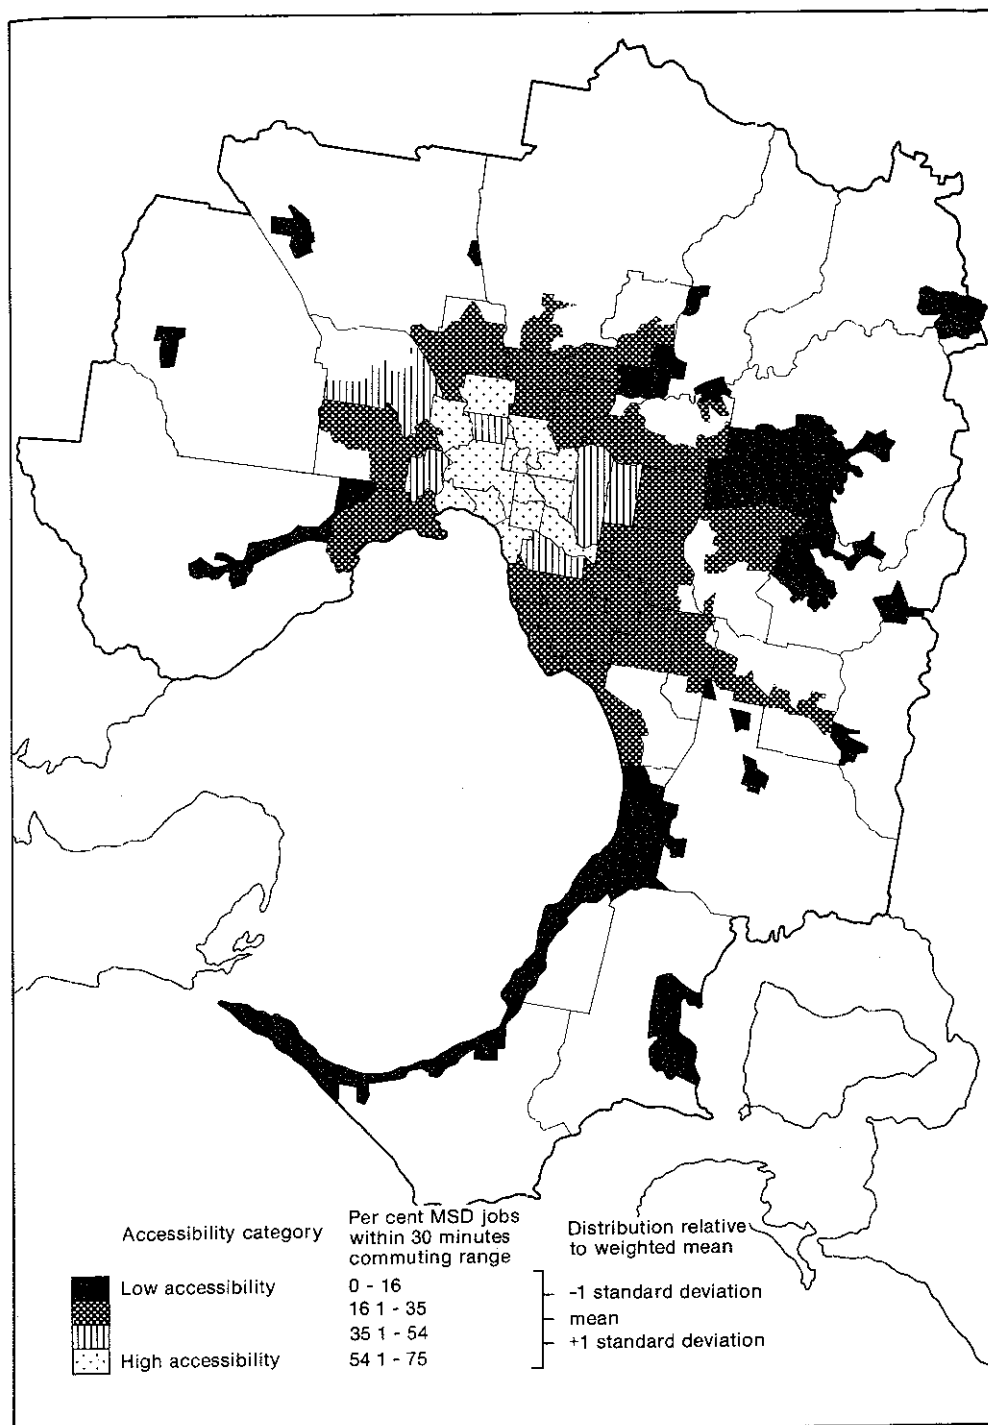 Accessibility category
Per cent MSD jobs
within 30 minutes
commuting range
Distribution relative
to weighted mean
Low accessibility
0 - 16
16 1 - 35
35 1 - 54
High accessibility
54 1 - 75
-1 standard deviation
mean
+1 standard deviation